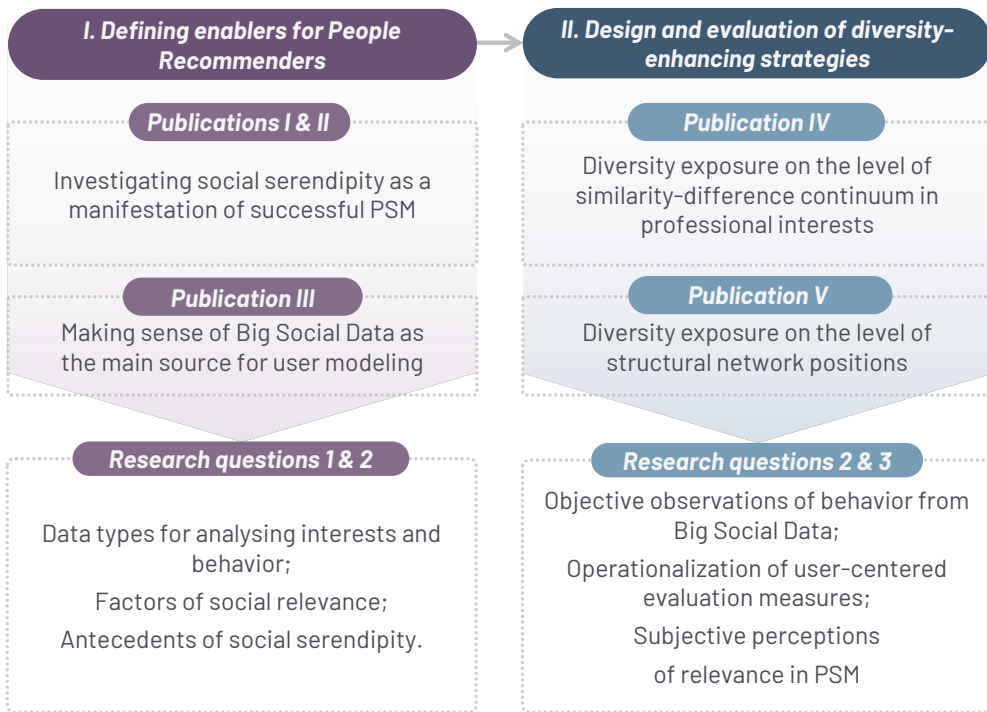 I. Defining enablers for People
Recommenders
Publications I & II
Investigating social serendipity as a
manifestation of successful PSM
Publication III
Making sense of Big Social Data as
the main source for user modeling
Research questions 1 & 2
Data types for analysing interests and
behavior;
Factors of social relevance;
Antecedents of social serendipity.
II. Design and evaluation of diversity-
enhancing strategies
Publication IV
Diversity exposure on the level of
similarity-difference continuum in
professional interests
Publication V
Diversity exposure on the level of
structural network positions
Research questions 2 & 3
Objective observations of behavior from
Big Social Data;
Operationalization of user-centered
evaluation measures;
Subjective perceptions
of relevance in PSM